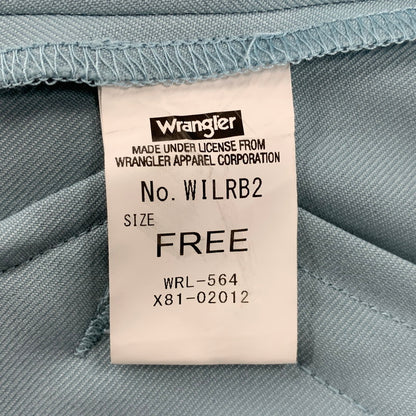 Wrangler
MADE UNDER LICENSE FROM
WRANGLER APPAREL CORPORATION
No. WILRB2
SIZE
FREE
WRL-564
X81-02012